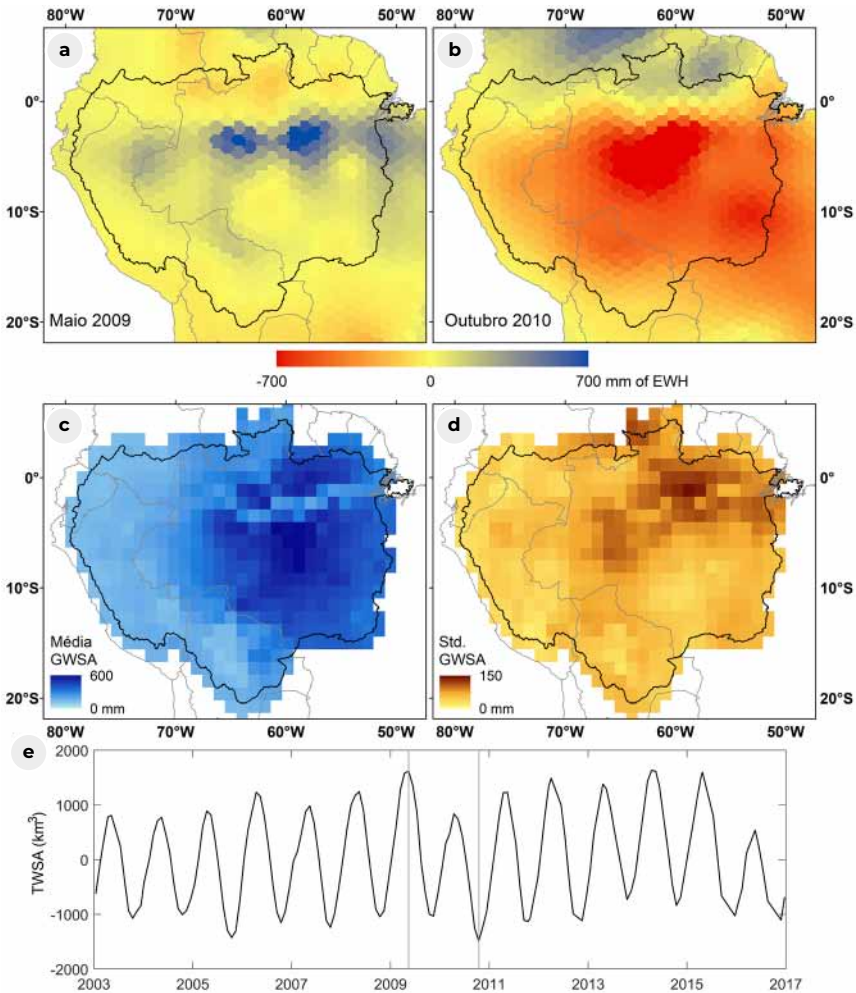 80°W 70°W 60°W 50°W 80°W 70°W 60°W 50°W
a
b
0°
10°S
20°S
0°
10°S
20°S
Maio 2009
Outubro 2010
-700 0 700 mm of EWH
c
d
0°
10°S
20°S
0°
10°S
20°S
Média
GWSA
600
0 mm
Std.
GWSA
150
0 mm
80°W 70°W 60°W 50°W 80°W 70°W 60°W 50°W
e
TWSA (km³)
2000
1000
0
-1000
-2000
2003 2005 2007 2009 2011 2013 2015 2017